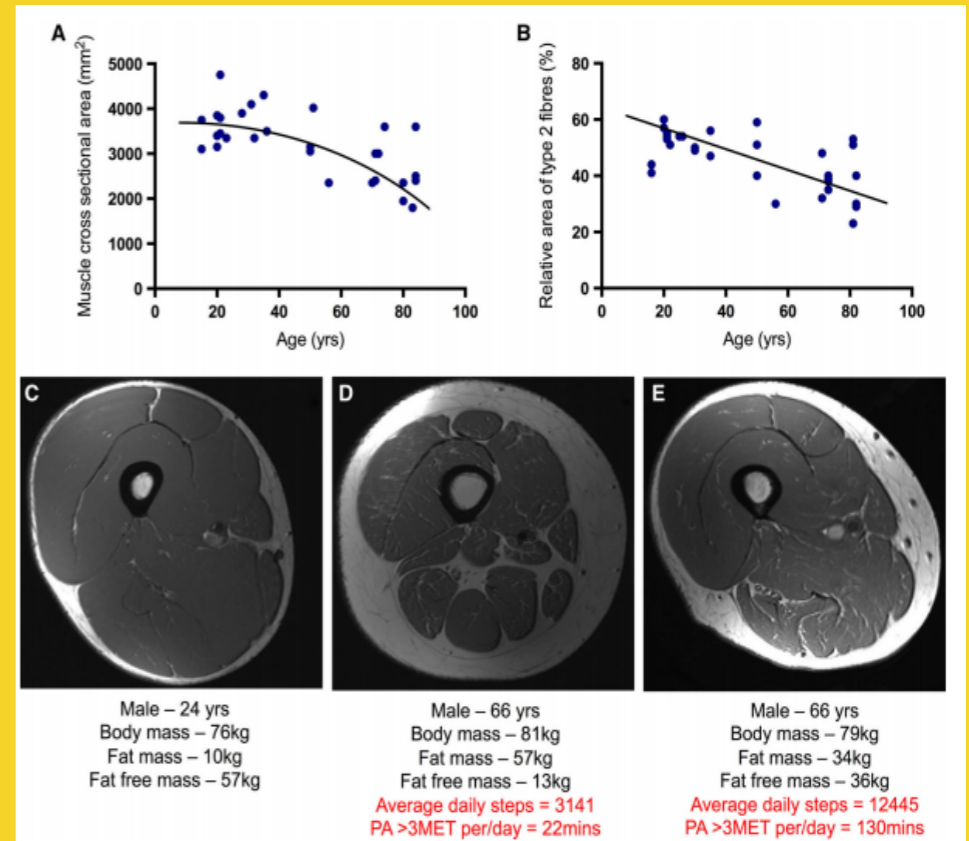 A
Muscle cross sectional area (mm²)
5000
4000
3000
2000
1000
0
0 20 40 60 80 100
Age (yrs)
B
Relative area of type 2 fibres (%)
80
60
40
20
0
0 20 40 60 80 100
Age (yrs)
C
Male – 24 yrs
Body mass – 76kg
Fat mass – 10kg
Fat free mass – 57kg
D
Male – 66 yrs
Body mass – 81kg
Fat mass – 57kg
Fat free mass – 13kg
Average daily steps = 3141
PA >3MET per/day = 22mins
E
Male – 66 yrs
Body mass – 79kg
Fat mass – 34kg
Fat free mass – 36kg
Average daily steps = 12445
PA >3MET per/day = 130mins